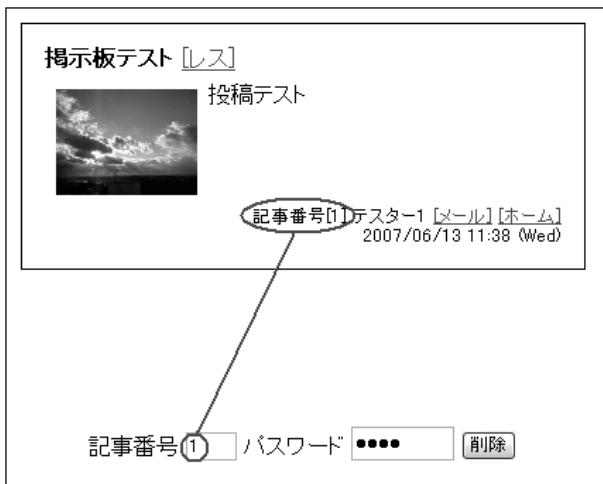 掲示板テスト [レス]
投稿テスト
記事番号[1]テスター1 [メール] [ホーム]
2007/06/13 11:38 (Wed)
記事番号 1 パスワード ●●●● 削除